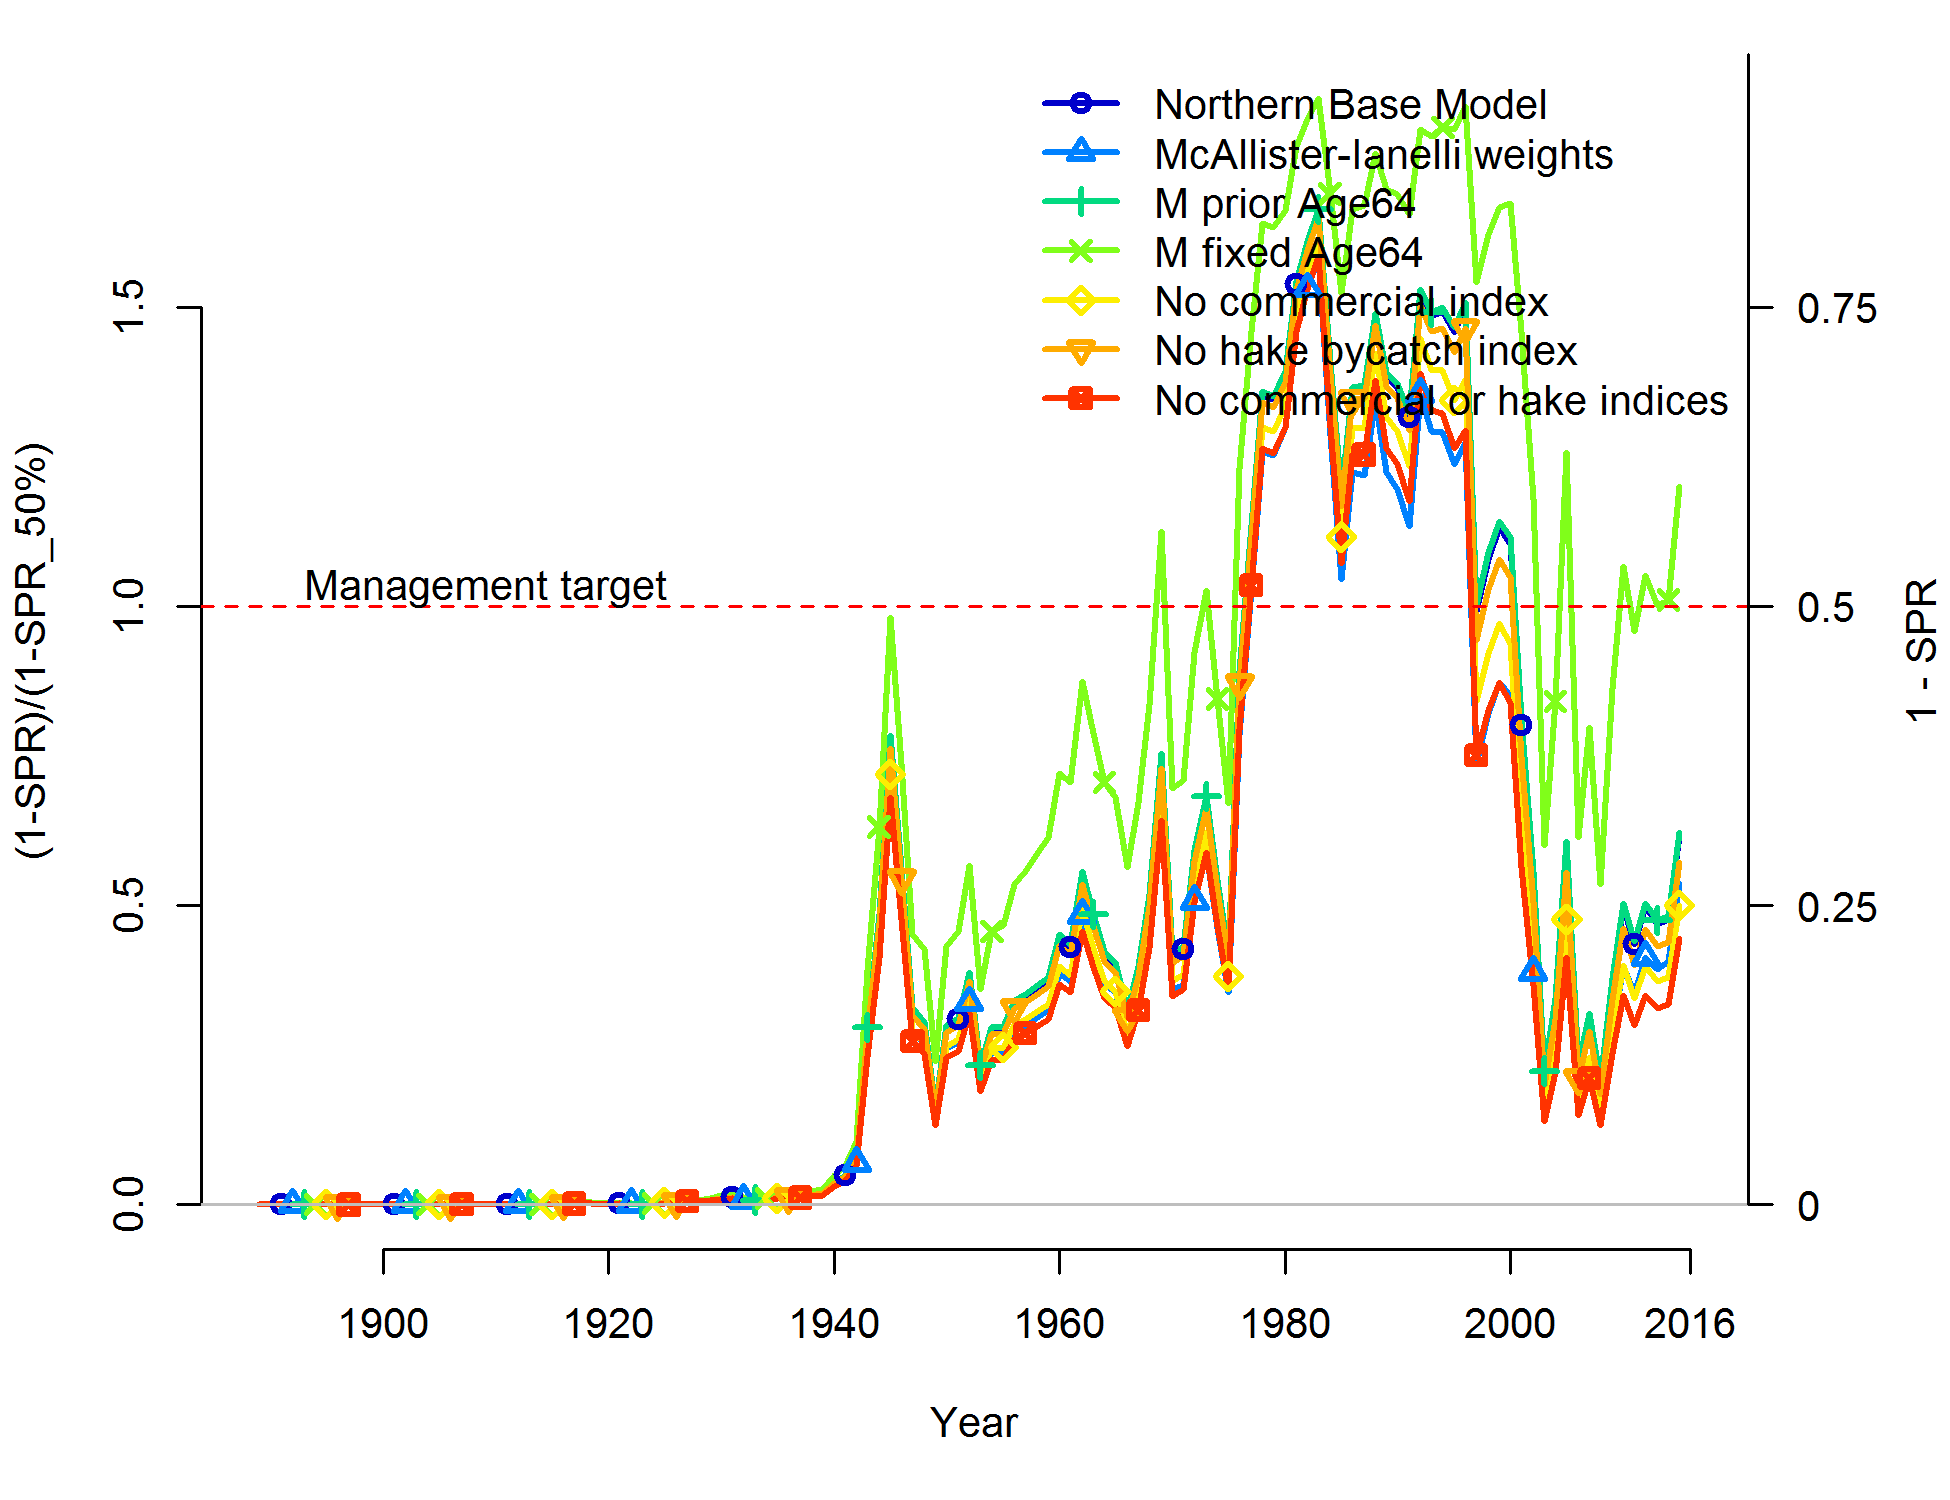 Northern Base Model
McAllister-Ianelli weights
M prior Age64
M fixed Age64
No commercial index
No hake bycatch index
No commercial or hake indices
Management target
(1-SPR)/(1-SPR_50%)
0.0
0.5
1.0
1.5
1 - SPR
0
0.25
0.5
0.75
1900
1920
1940
1960
1980
2000
2016
Year